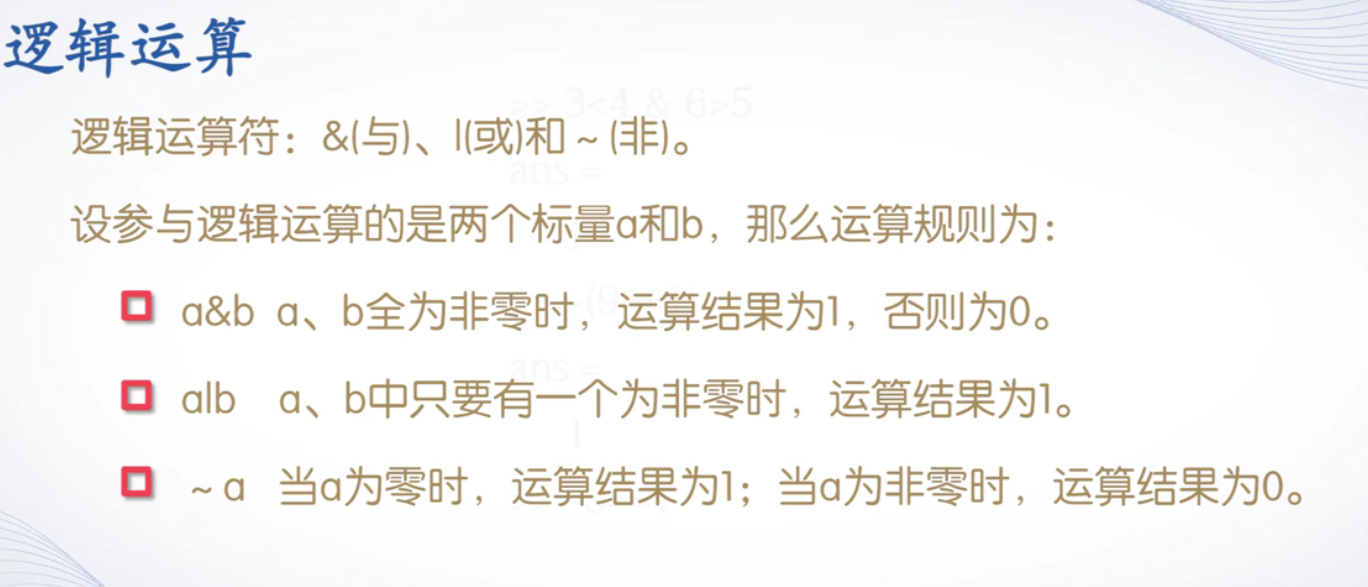 逻辑运算
>> 3<4 & 6>5
逻辑运算符：&(与)、|(或)和 ~ (非)。
ans =
设参与逻辑运算的是两个标量a和b，那么运算规则为：
a&b a、b全为非零时，运算结果为1，否则为0。
ans =
a|b a、b中只要有一个为非零时，运算结果为1。
1
~ a 当a为零时，运算结果为1；当a为非零时，运算结果为0。